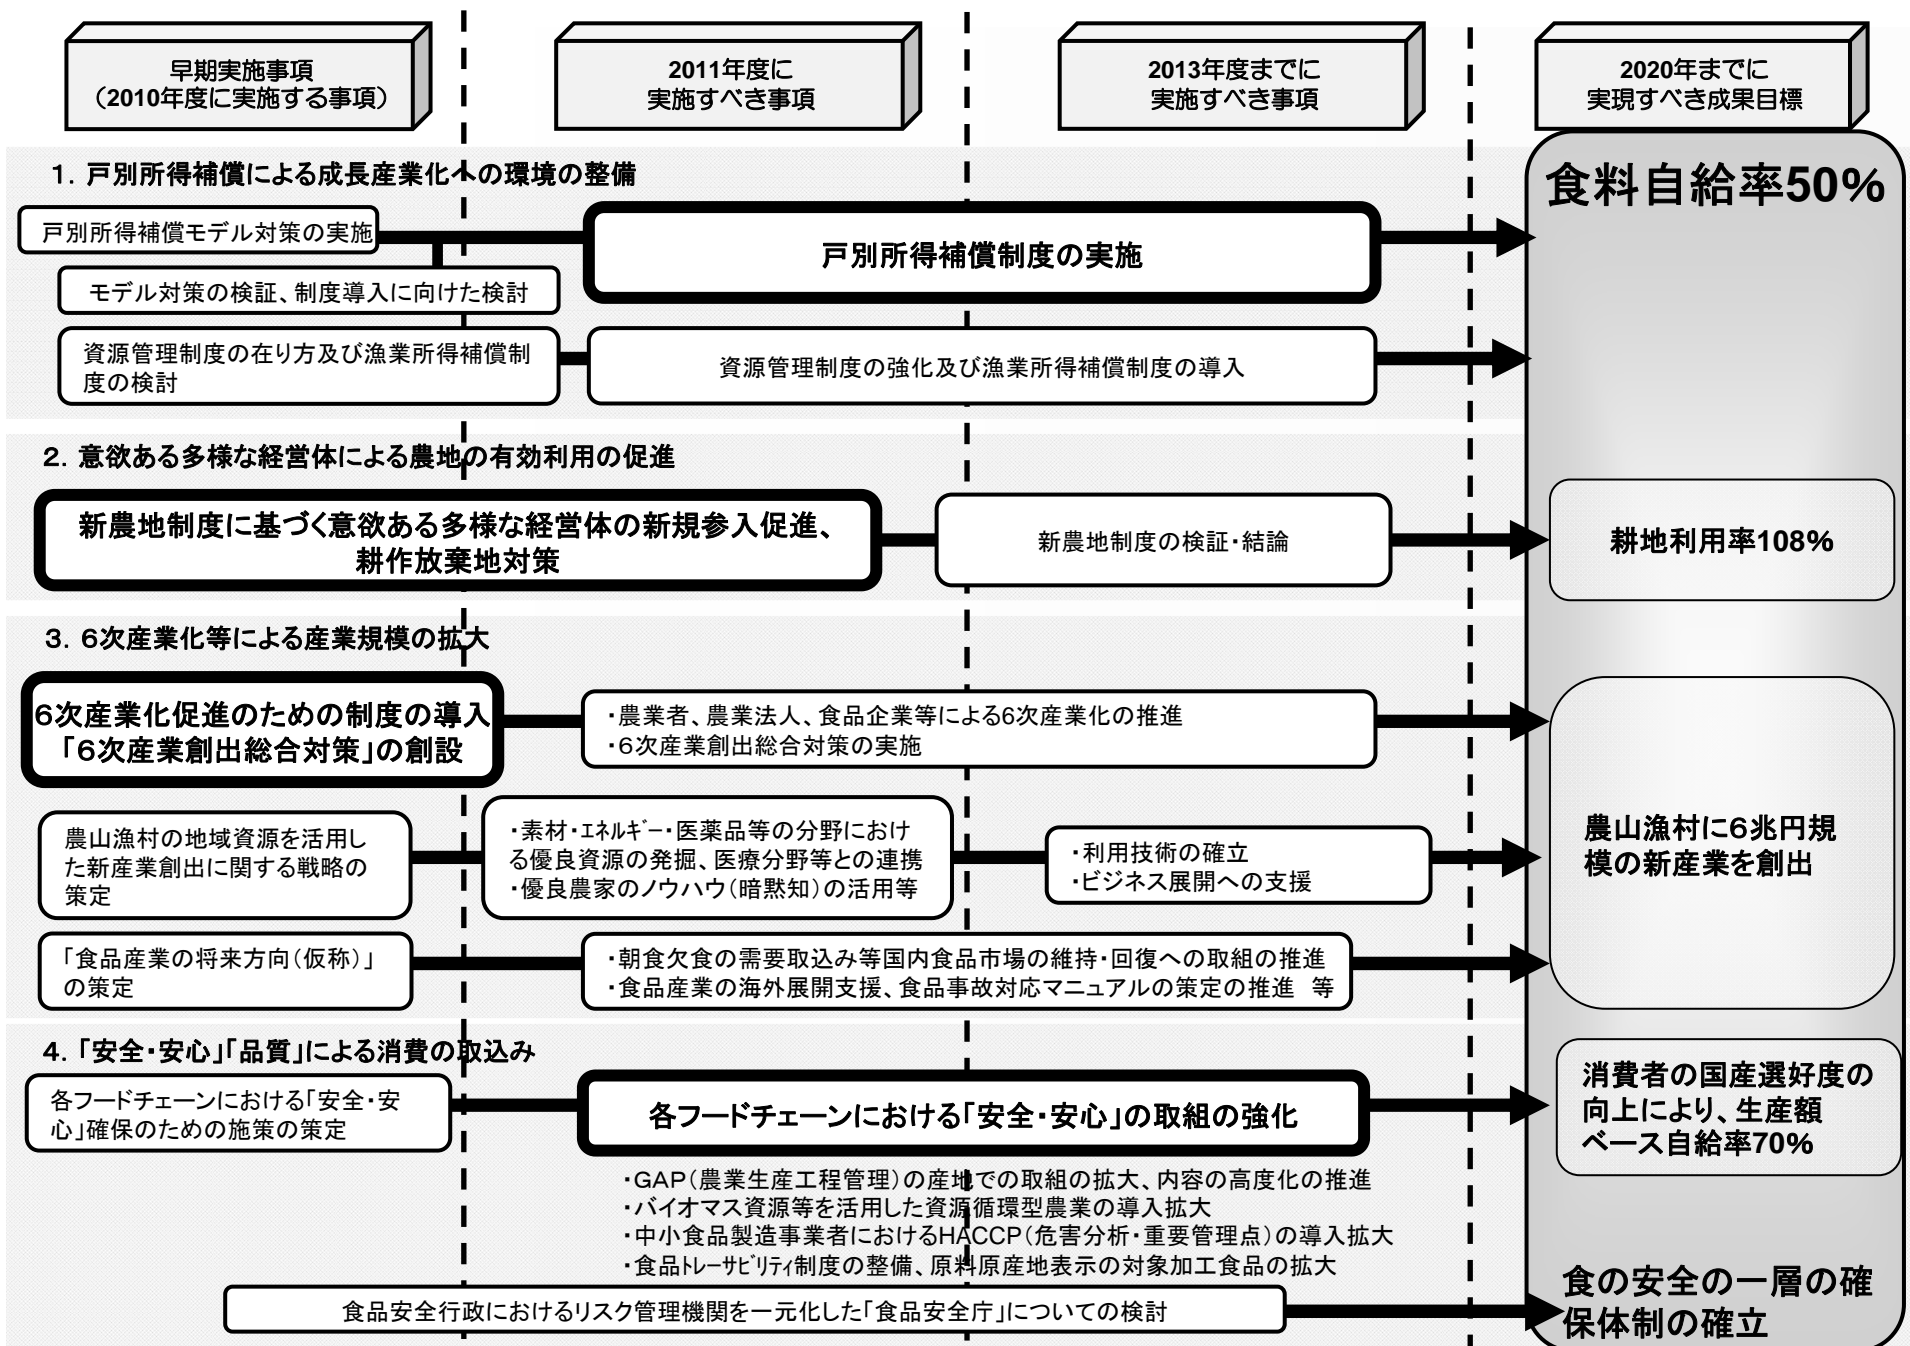 早期実施事項
（2010年度に実施する事項）
2011年度に
実施すべき事項
2013年度までに
実施すべき事項
2020年までに
実現すべき成果目標
食料自給率50%
1．戸別所得補償による成長産業化への環境の整備
戸別所得補償モデル対策の実施
戸別所得補償制度の実施
モデル対策の検証、制度導入に向けた検討
資源管理制度の在り方及び漁業所得補償制
度の検討
資源管理制度の強化及び漁業所得補償制度の導入
2．意欲ある多様な経営体による農地の有効利用の促進
新農地制度に基づく意欲ある多様な経営体の新規参入促進、
耕作放棄地対策
新農地制度の検証・結論
耕地利用率108%
3．6次産業化等による産業規模の拡大
6次産業化促進のための制度の導入
「6次産業創出総合対策」の創設
・農業者、農業法人、食品企業等による6次産業化の推進
・6次産業創出総合対策の実施
農山漁村の地域資源を活用し
た新産業創出に関する戦略の
策定
・素材・エネルギー・医薬品等の分野におけ
る優良資源の発掘、医療分野等との連携
・優良農家のノウハウ（暗黙知）の活用等
・利用技術の確立
・ビジネス展開への支援
農山漁村に6兆円規
模の新産業を創出
「食品産業の将来方向（仮称）」
の策定
・朝食欠食の需要取込み等国内食品市場の維持・回復への取組の推進
・食品産業の海外展開支援、食品事故対応マニュアルの策定の推進　等
4．「安全・安心」「品質」による消費の取込み
各フードチェーンにおける「安全・安
心」確保のための施策の策定
各フードチェーンにおける「安全・安心」の取組の強化
消費者の国産選好度の
向上により、生産額
ベース自給率70%
・GAP（農業生産工程管理）の産地での取組の拡大、内容の高度化の推進
・バイオマス資源等を活用した資源循環型農業の導入拡大
・中小食品製造事業者におけるHACCP（危害分析・重要管理点）の導入拡大
・食品トレーサビリティ制度の整備、原料原産地表示の対象加工食品の拡大
食品安全行政におけるリスク管理機関を一元化した「食品安全庁」についての検討
食の安全の一層の確
保体制の確立